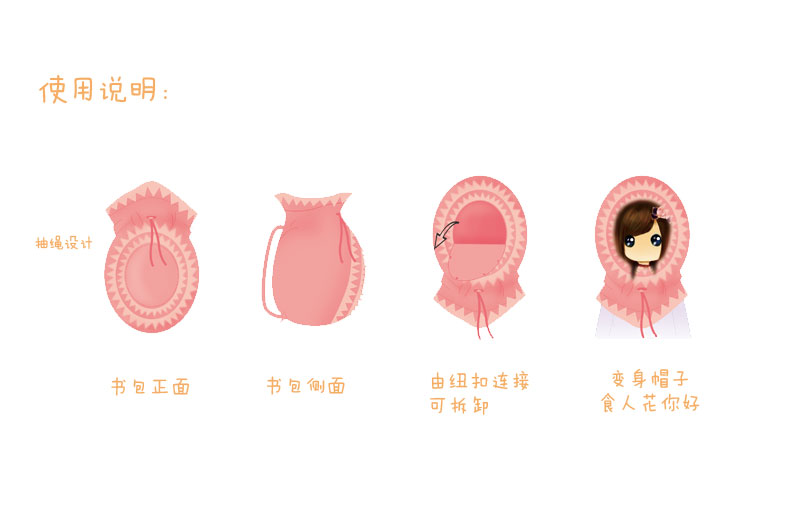 使用说明：
抽绳设计
书包正面
书包侧面
由纽扣连接
可拆卸
变身帽子
食人花你好